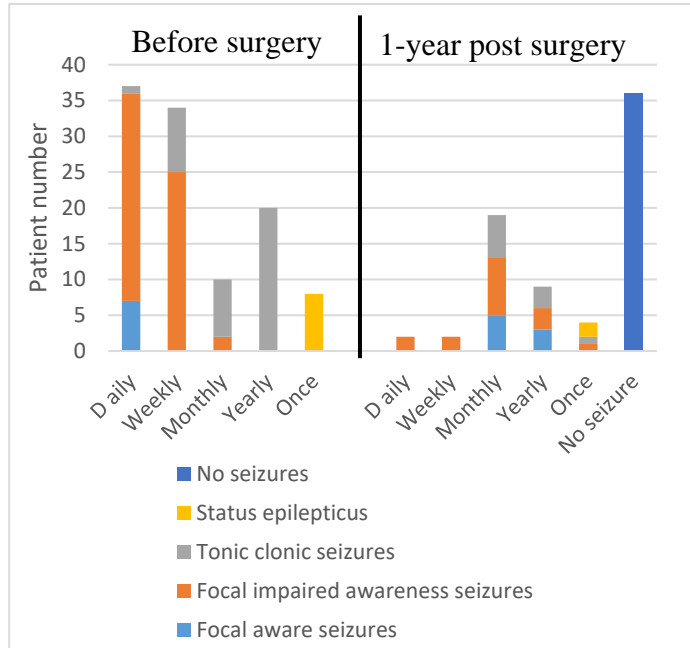 Before surgery
1-year post surgery
40
35
30
25
20
15
10
5
0
Patient number
Daily
Weekly
Monthly
Yearly
Once
Daily
Weekly
Monthly
Yearly
Once
No seizure
No seizures
Status epilepticus
Tonic clonic seizures
Focal impaired awareness seizures
Focal aware seizures